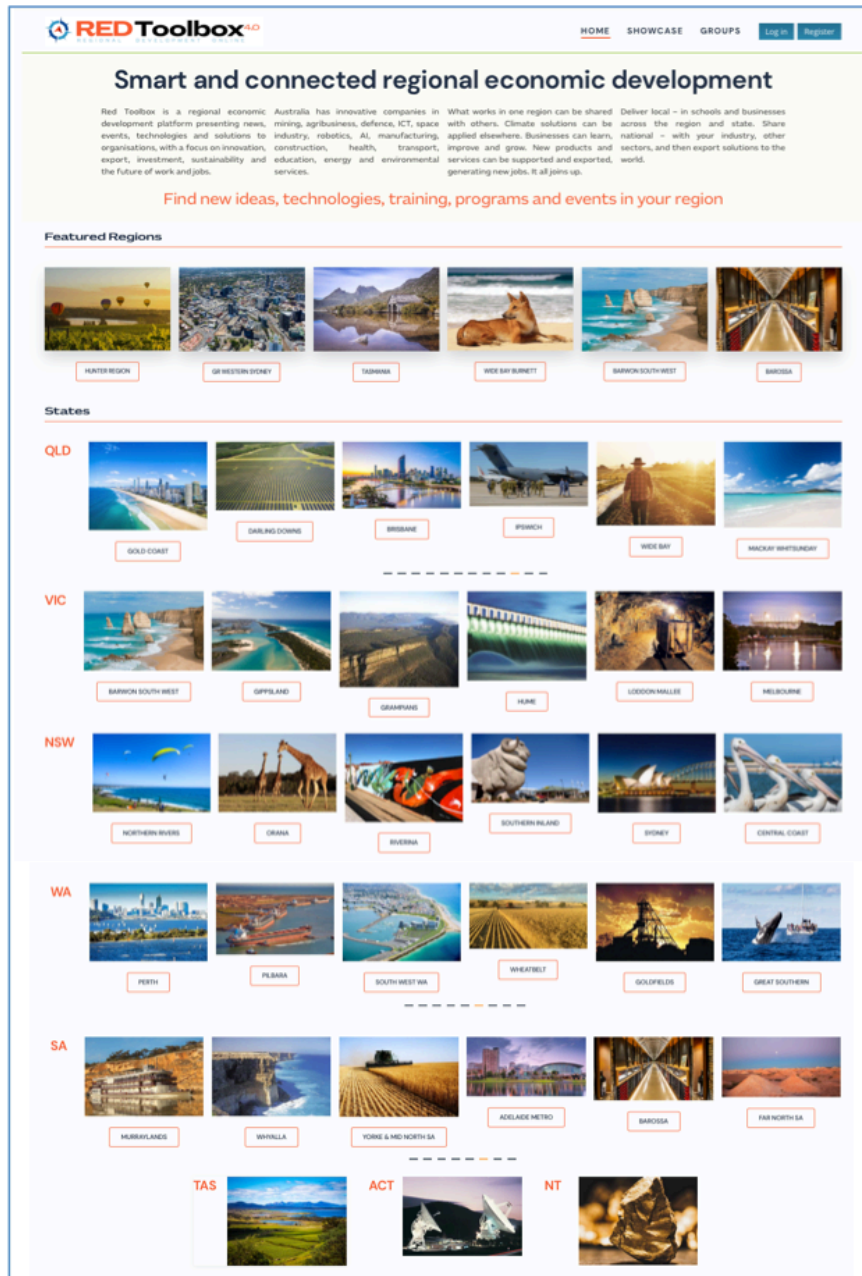 RED Toolbox 4.0
REGIONAL DEVELOPMENT ONLINE
HOME SHOWCASE GROUPS Log in Register
Smart and connected regional economic development
Red Toolbox is a regional economic
development platform presenting news,
events, technologies and solutions to
organisations, with a focus on innovation,
export, investment, sustainability and
the future of work and jobs.
Australia has innovative companies in
mining, agribusiness, defence, ICT, space
industry, robotics, AI, manufacturing,
construction, health, transport,
education, energy and environmental
services.
What works in one region can be shared
with others. Climate solutions can be
applied elsewhere. Businesses can learn,
improve and grow. New products and
services can be supported and exported,
generating new jobs. It all joins up.
Deliver local – in schools and businesses
across the region and state. Share
national – with your industry, other
sectors, and then export solutions to the
world.
Find new ideas, technologies, training, programs and events in your region
Featured Regions
HUNTER REGION GR WESTERN SYDNEY TASMANIA WIDE BAY BURNETT BARWON SOUTH WEST BAROSSA
States
QLD
GOLD COAST DARLING DOWNS BRISBANE IPSWICH WIDE BAY MACKAY WHITSUNDAY
VIC
BARWON SOUTH WEST GIPPSLAND GRAMPIANS HUME LODDON MALLEE MELBOURNE
NSW
NORTHERN RIVERS ORANA RIVERINA SOUTHERN INLAND SYDNEY CENTRAL COAST
WA
PERTH PILBARA SOUTH WEST WA WHEATBELT GOLDFIELDS GREAT SOUTHERN
SA
MURRAYLANDS WHYALLA YORKE & MID NORTH SA ADELAIDE METRO BAROSSA FAR NORTH SA
TAS ACT NT